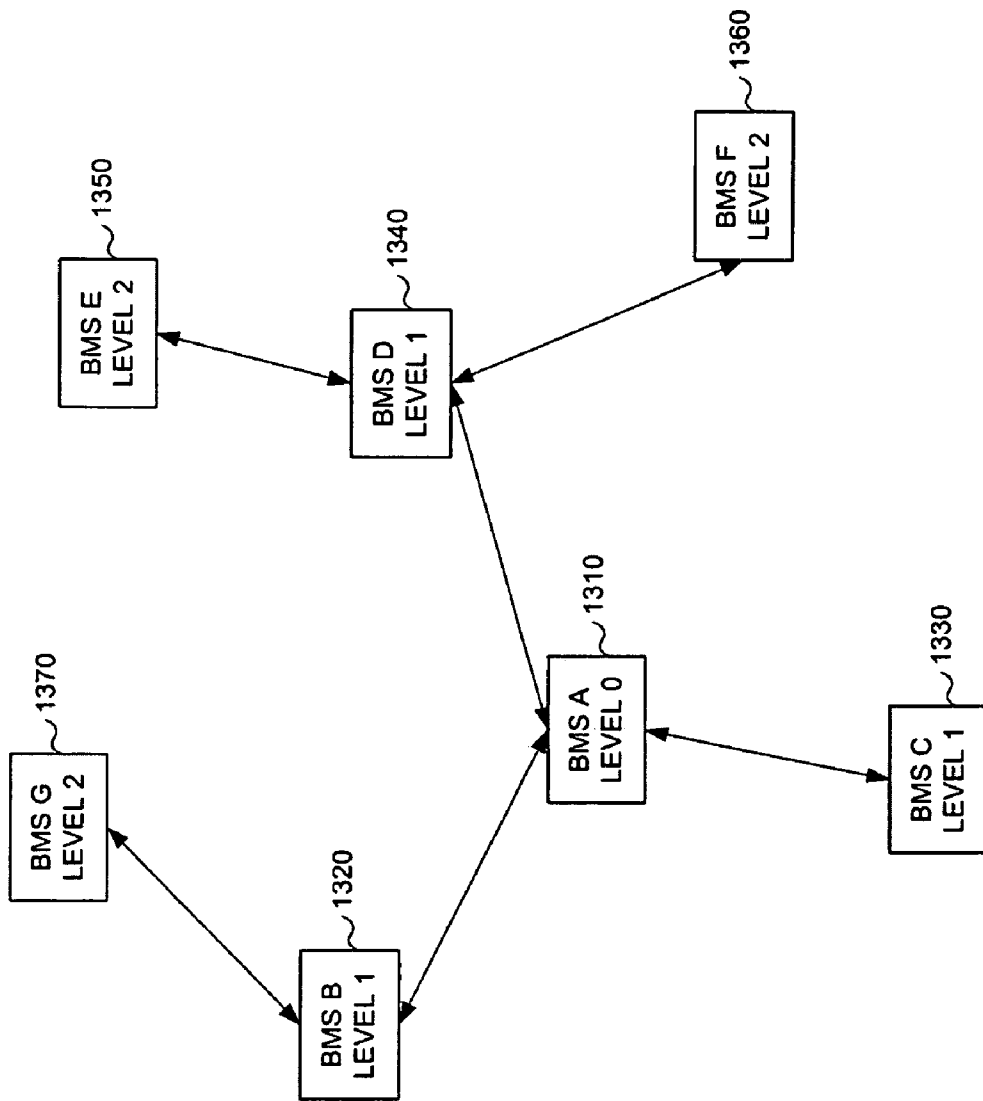 1370
BMS G
LEVEL 2
1350
BMS E
LEVEL 2
1320
BMS B
LEVEL 1
1340
BMS D
LEVEL 1
1310
BMS A
LEVEL 0
1360
BMS F
LEVEL 2
1330
BMS C
LEVEL 1